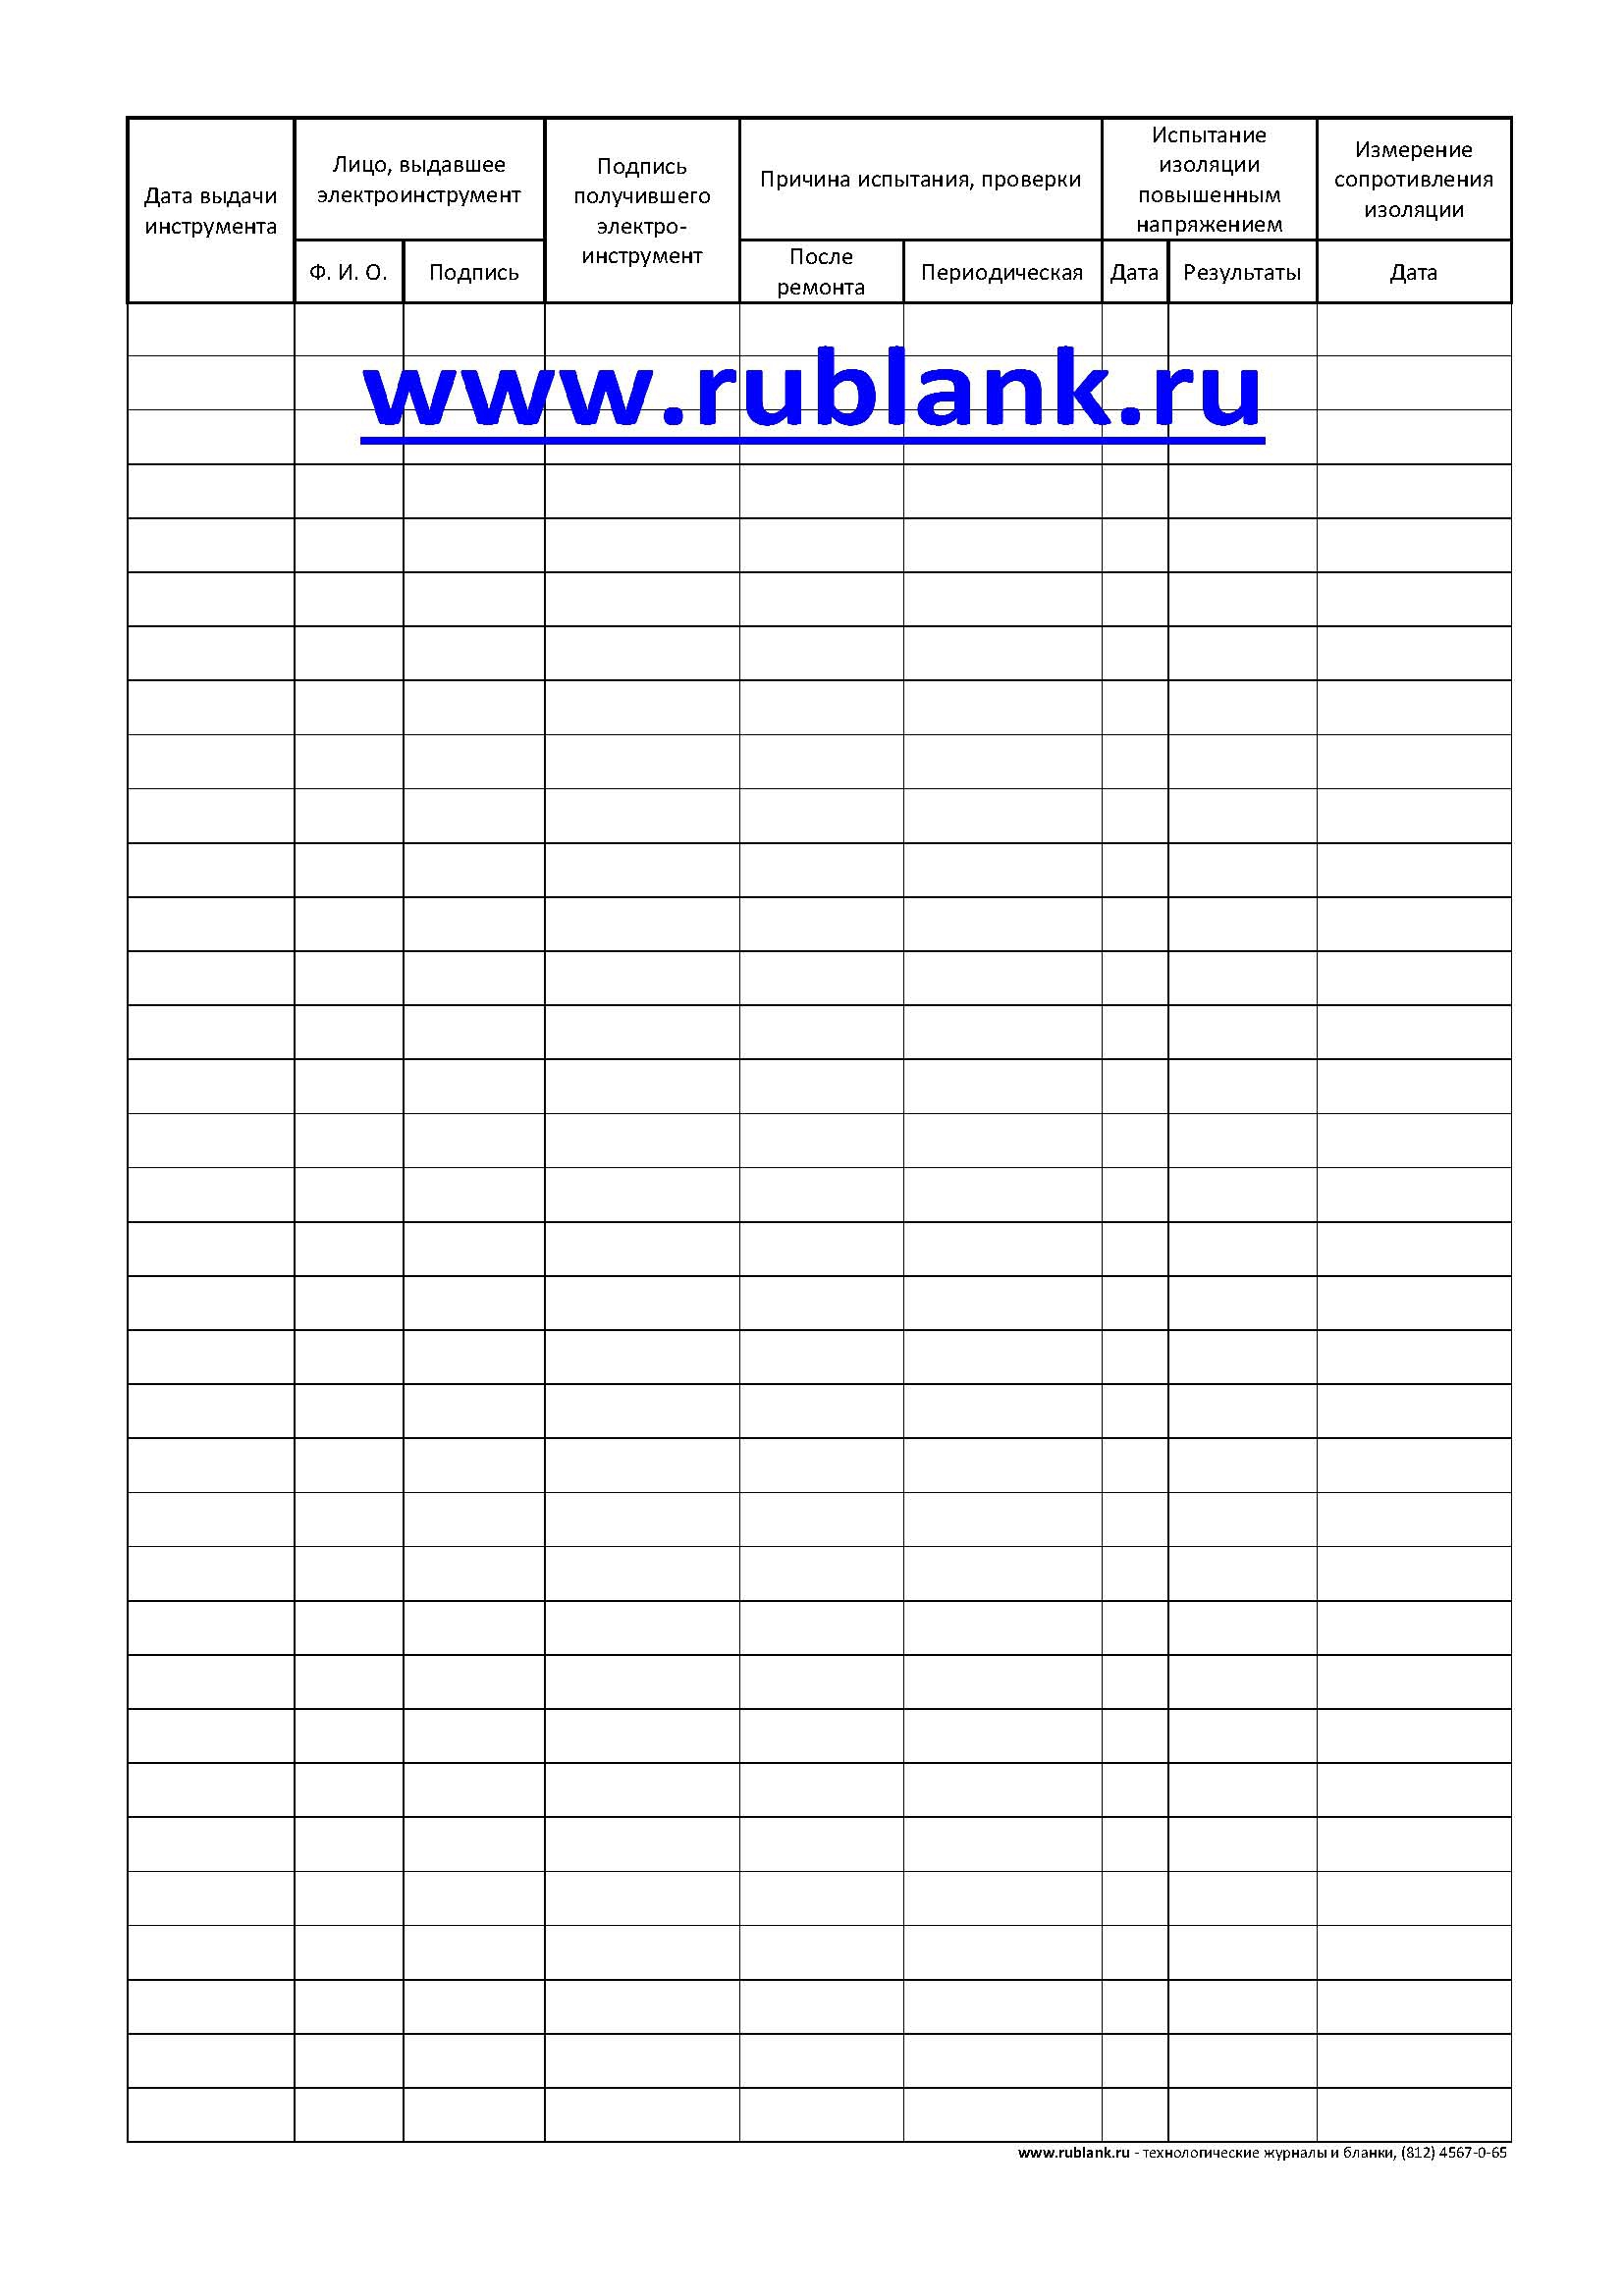 Дата выдачи
инструмента
Лицо, выдавшее
электроинструмент
Ф. И. О.
Подпись
Подпись
получившего
электро-
инструмент
Причина испытания, проверки
После
ремонта
Периодическая
Испытание
изоляции
повышенным
напряжением
Дата
Результаты
Измерение
сопротивления
изоляции
Дата
www.rublank.ru
www.rublank.ru - технологические журналы и бланки, (812) 4567-0-65